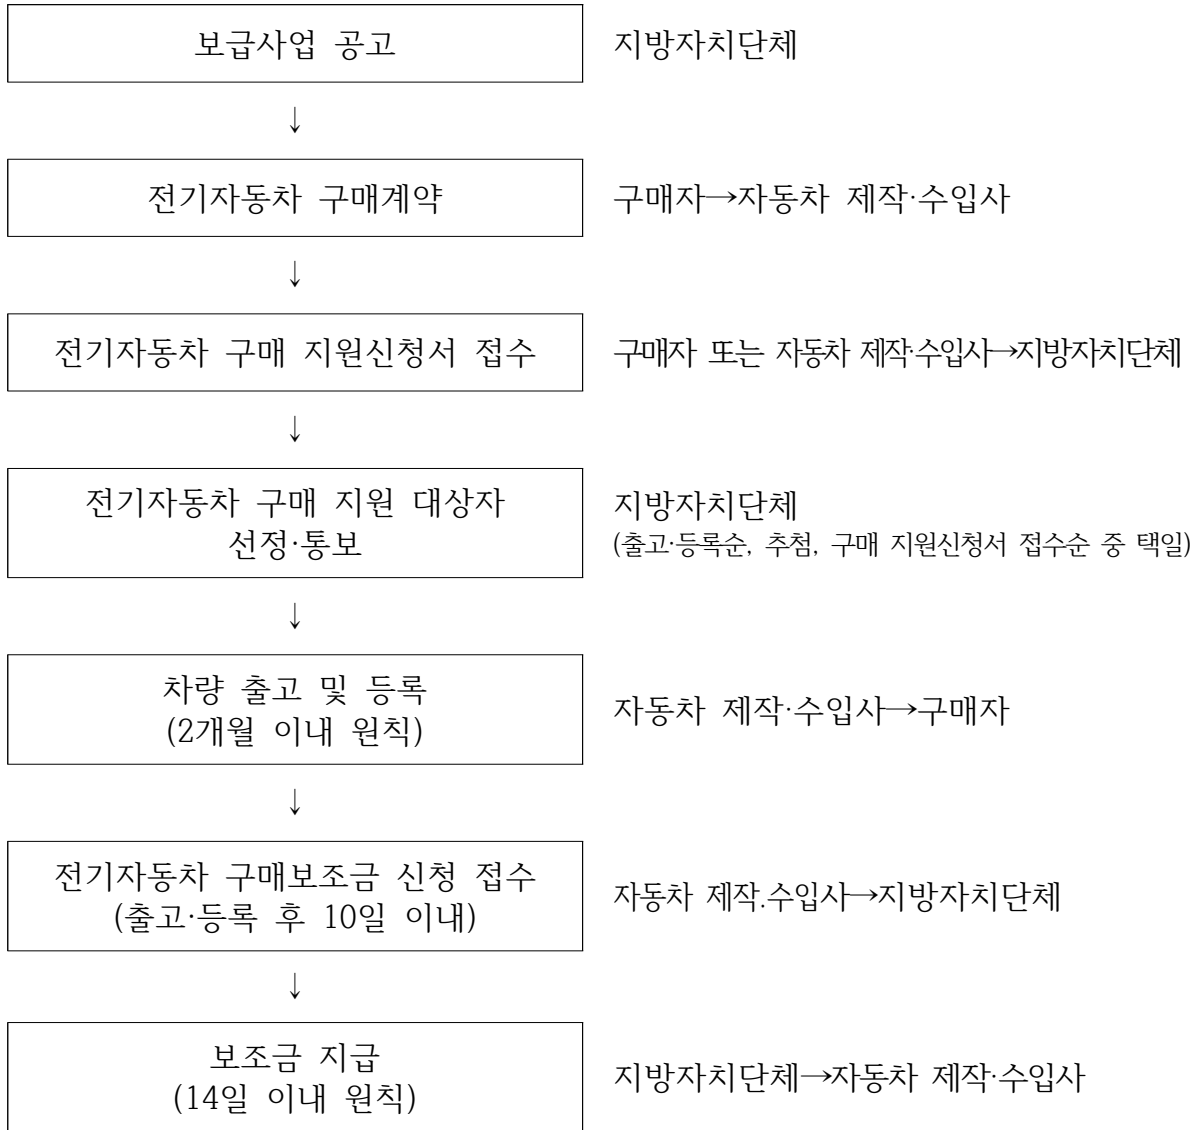 보급사업 공고
지방자치단체
↓
전기자동차 구매계약
구매자→자동차 제작·수입사
↓
전기자동차 구매 지원신청서 접수
구매자 또는 자동차 제작·수입사→지방자치단체
↓
전기자동차 구매 지원 대상자
선정·통보
지방자치단체
(출고·등록순, 추첨, 구매 지원신청서 접수순 중 택일)
↓
차량 출고 및 등록
(2개월 이내 원칙)
자동차 제작·수입사→구매자
↓
전기자동차 구매보조금 신청 접수
(출고·등록 후 10일 이내)
자동차 제작.수입사→지방자치단체
↓
보조금 지급
(14일 이내 원칙)
지방자치단체→자동차 제작·수입사